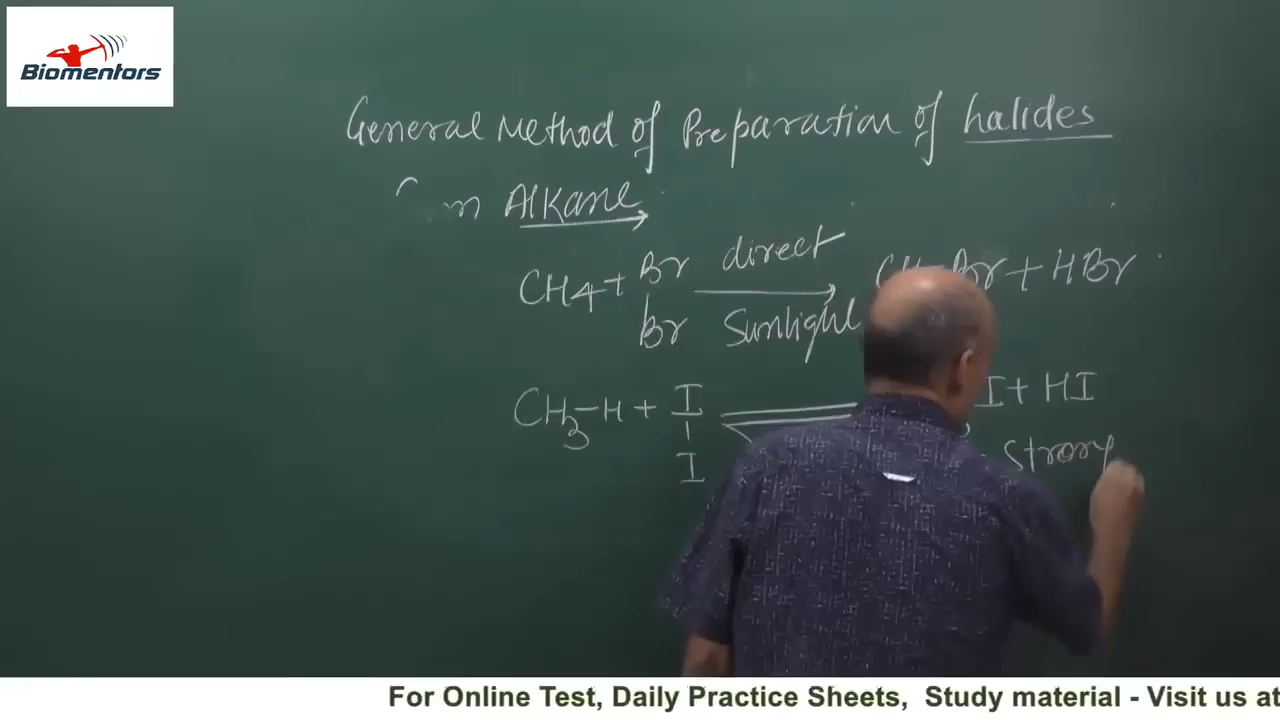 Biomentors
General Method of Preparation of halides
Alkane
CH4 + Br direct Br + HBr
Br Sunlight
CH3-H + I I + HI
I
Strong
For Online Test, Daily Practice Sheets, Study material - Visit us at